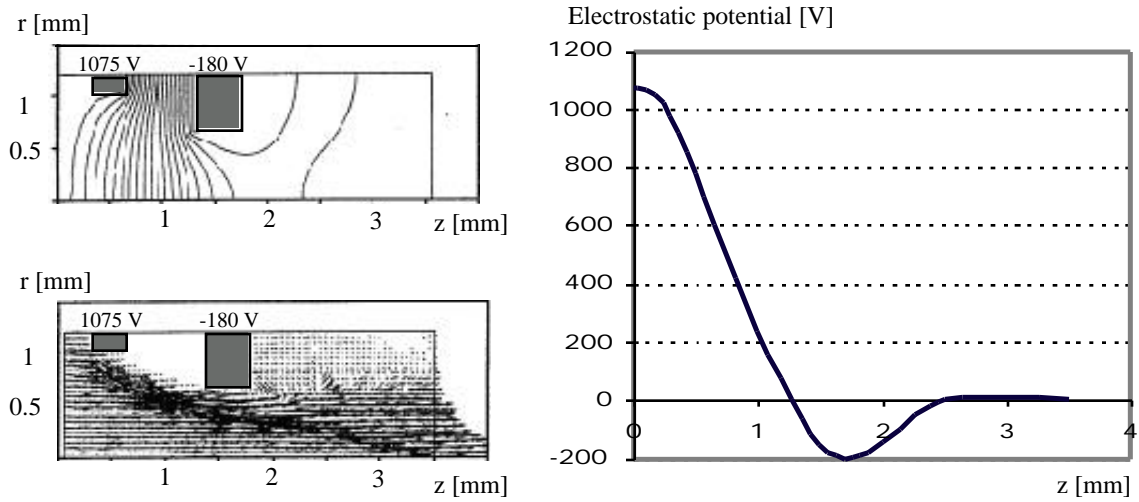 r [mm]
1075 V -180 V
1
0.5
1 2 3 z [mm]
r [mm]
1075 V -180 V
1
0.5
1 2 3 z [mm]
Electrostatic potential [V]
1200
1000
800
600
400
200
0
0 1 2 3 4
-200
z [mm]